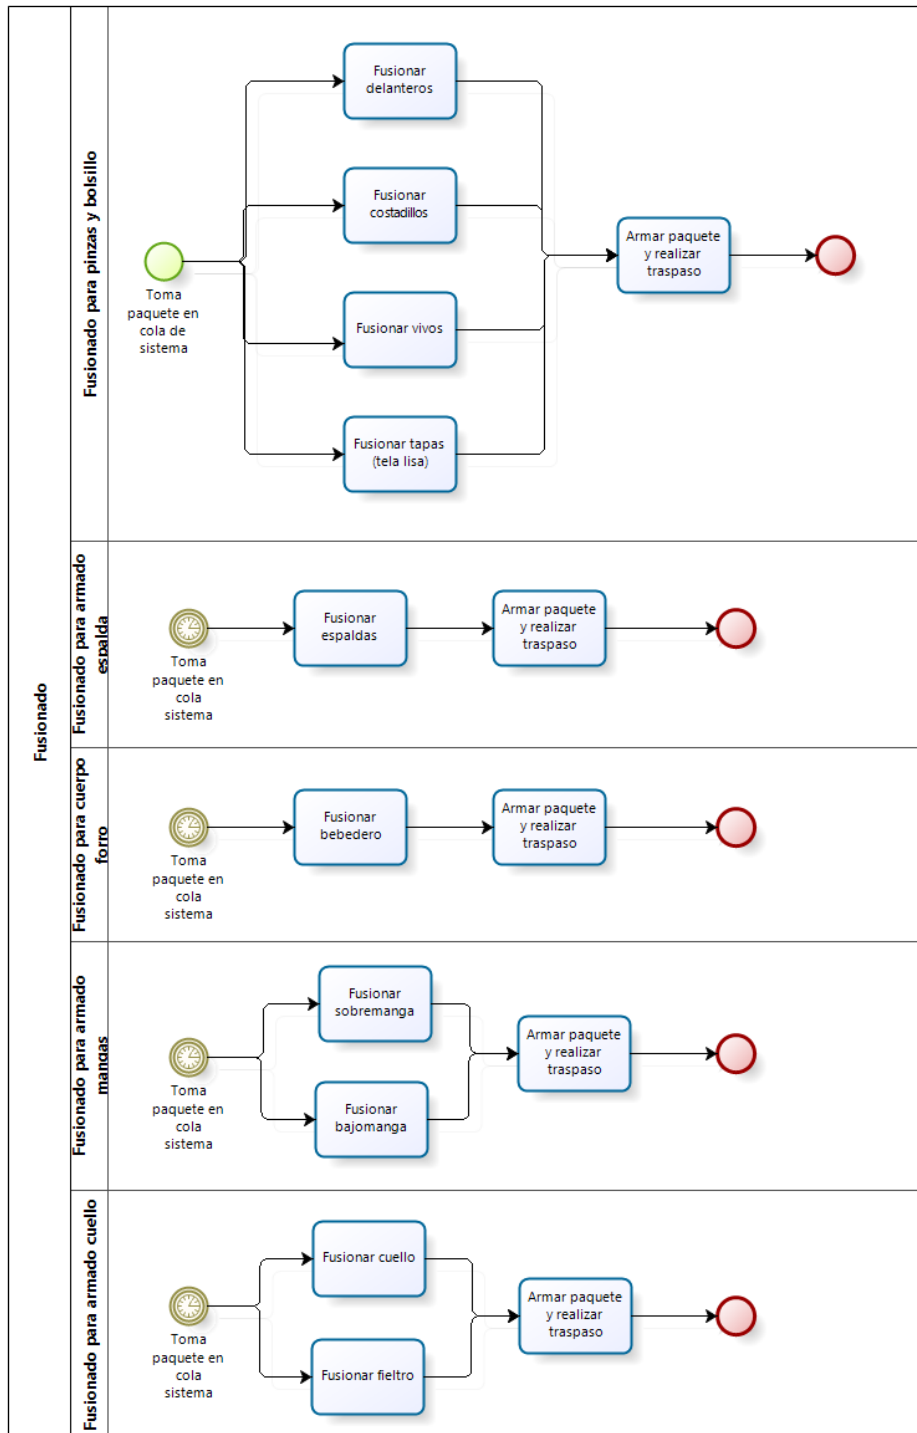 Fusionado
Fusionado para pinzas y bolsillo
Toma
paquete en
cola de
sistema
Fusionar
delanteros
Fusionar
costadillos
Fusionar vivos
Fusionar tapas
(tela lisa)
Armar paquete
y realizar
traspaso
Fusionado para armado
espalda
Toma
paquete en
cola
sistema
Fusionar
espaldas
Armar paquete
y realizar
traspaso
Fusionado para cuerpo
forro
Toma
paquete en
cola
sistema
Fusionar
bebedero
Armar paquete
y realizar
traspaso
Fusionado para armado
mangas
Toma
paquete en
cola
sistema
Fusionar
sobremanga
Fusionar
bajomanga
Armar paquete
y realizar
traspaso
Fusionado para armado cuello
Toma
paquete en
cola
sistema
Fusionar cuello
Fusionar fieltro
Armar paquete
y realizar
traspaso